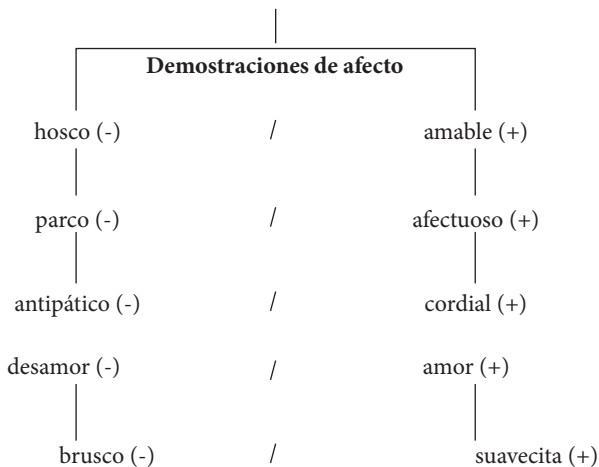 Demostraciones de afecto
hosco (-) / amable (+)
parco (-) / afectuoso (+)
antipático (-) / cordial (+)
desamor (-) / amor (+)
brusco (-) / suavecita (+)